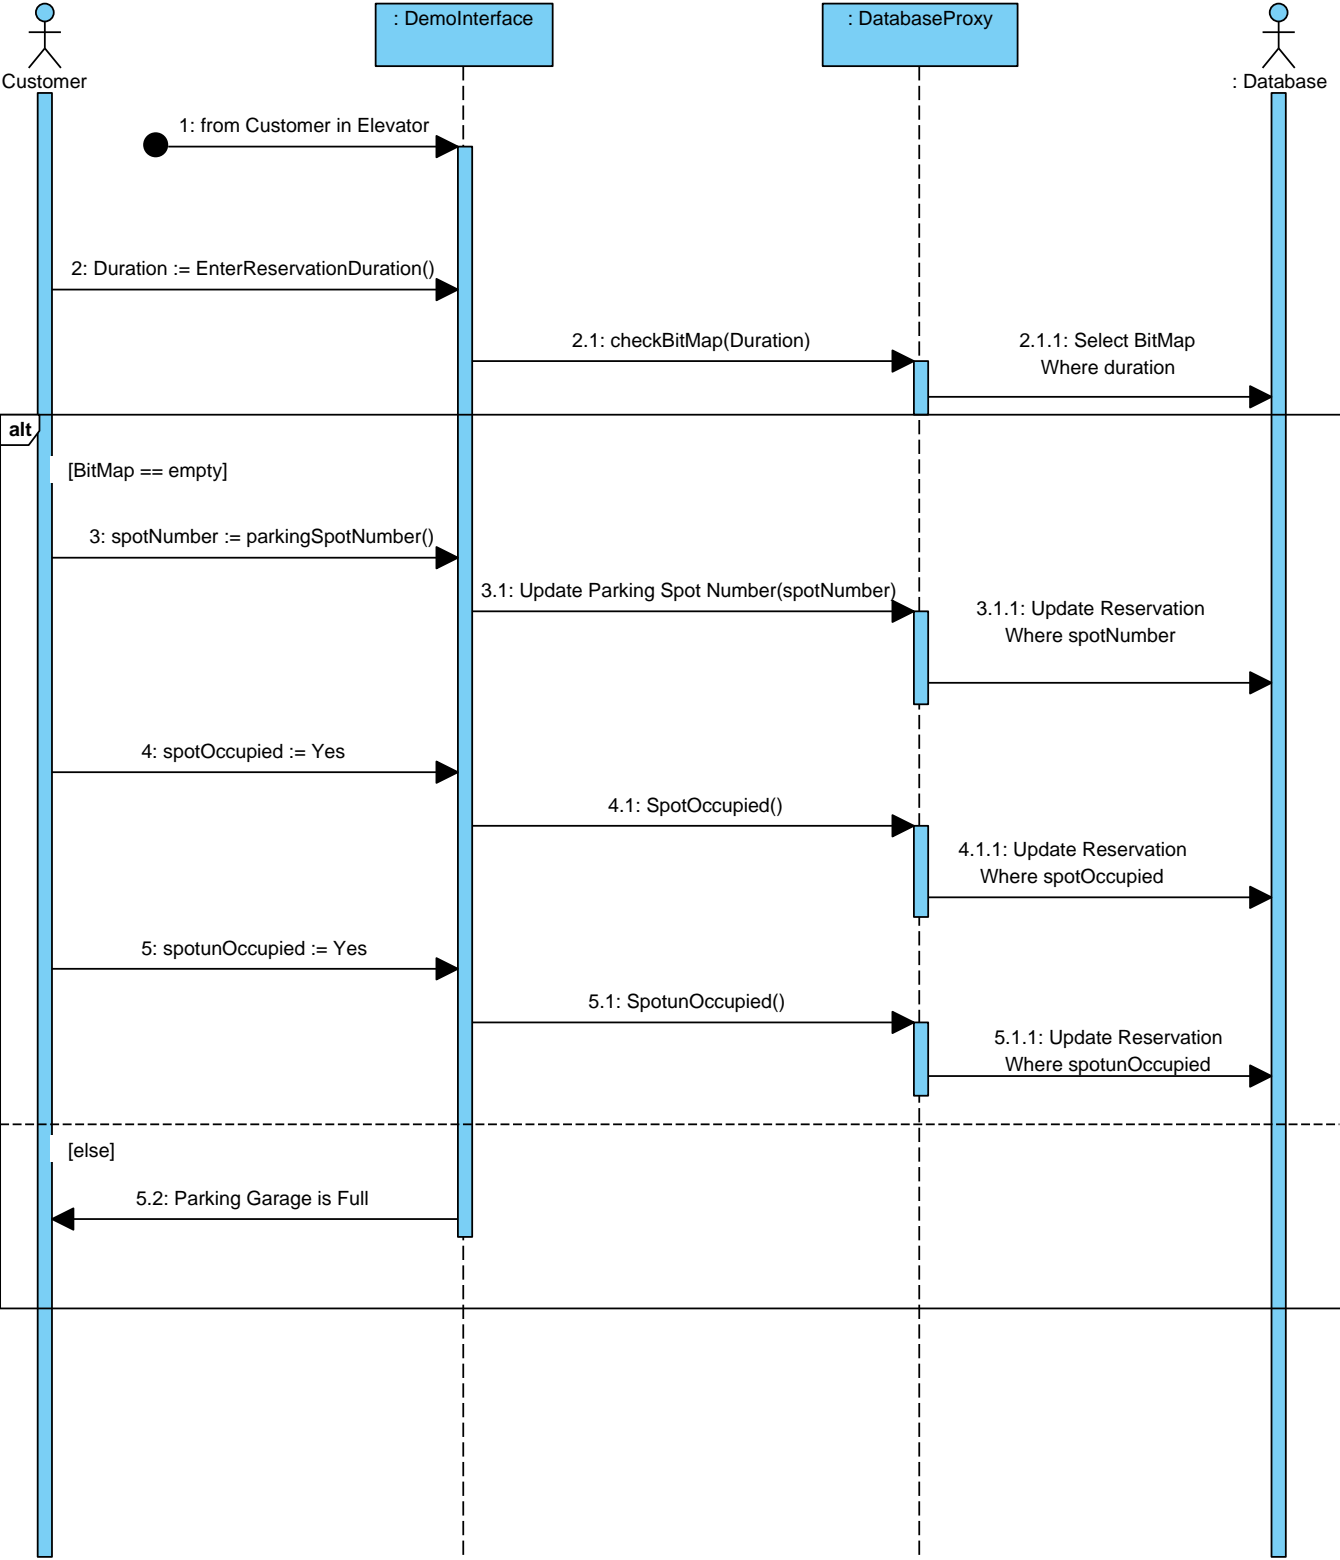 : DemoInterface
: DatabaseProxy
Customer
: Database
1: from Customer in Elevator
2: Duration := EnterReservationDuration()
2.1: checkBitMap(Duration)
2.1.1: Select BitMap
Where duration
alt
[BitMap == empty]
3: spotNumber := parkingSpotNumber()
3.1: Update Parking Spot Number(spotNumber)
3.1.1: Update Reservation
Where spotNumber
4: spotOccupied := Yes
4.1: SpotOccupied()
4.1.1: Update Reservation
Where spotOccupied
5: spotunOccupied := Yes
5.1: SpotunOccupied()
5.1.1: Update Reservation
Where spotunOccupied
[else]
5.2: Parking Garage is Full